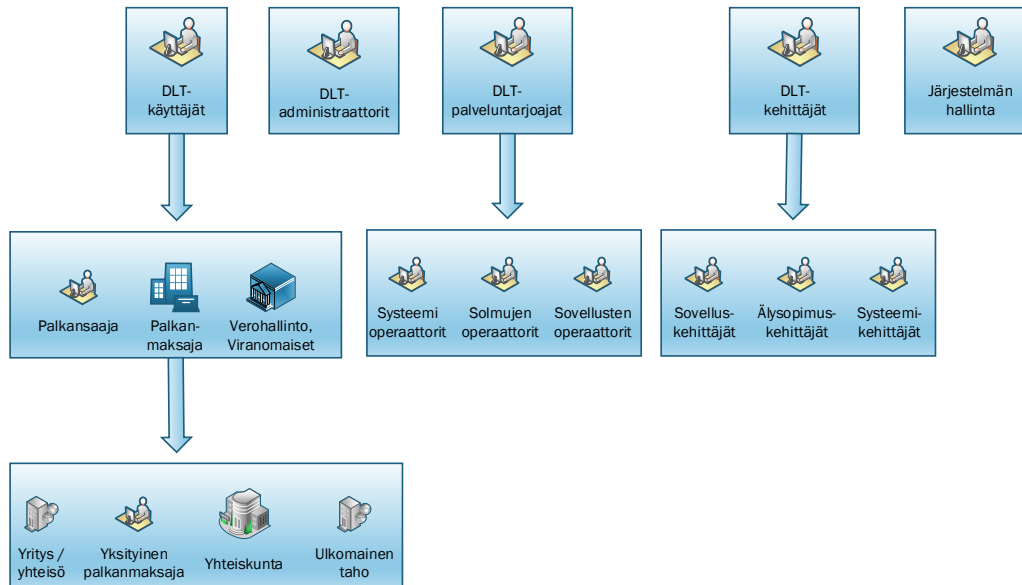 DLT-
käyttäjät
DLT-
administraattorit
DLT-
palveluntarjoajat
DLT-
kehittäjät
Järjestelmän
hallinta
Palkansaaja
Palkan-
maksaja
Verohallinto,
Viranomaiset
Systeemi
operaattorit
Solmujen
operaattorit
Sovellusten
operaattorit
Sovellus-
kehittäjät
Älysopimus-
kehittäjät
Systeemi-
kehittäjät
Yritys /
yhteisö
Yksityinen
palkanmaksaja
Yhteiskunta
Ulkomainen
taho